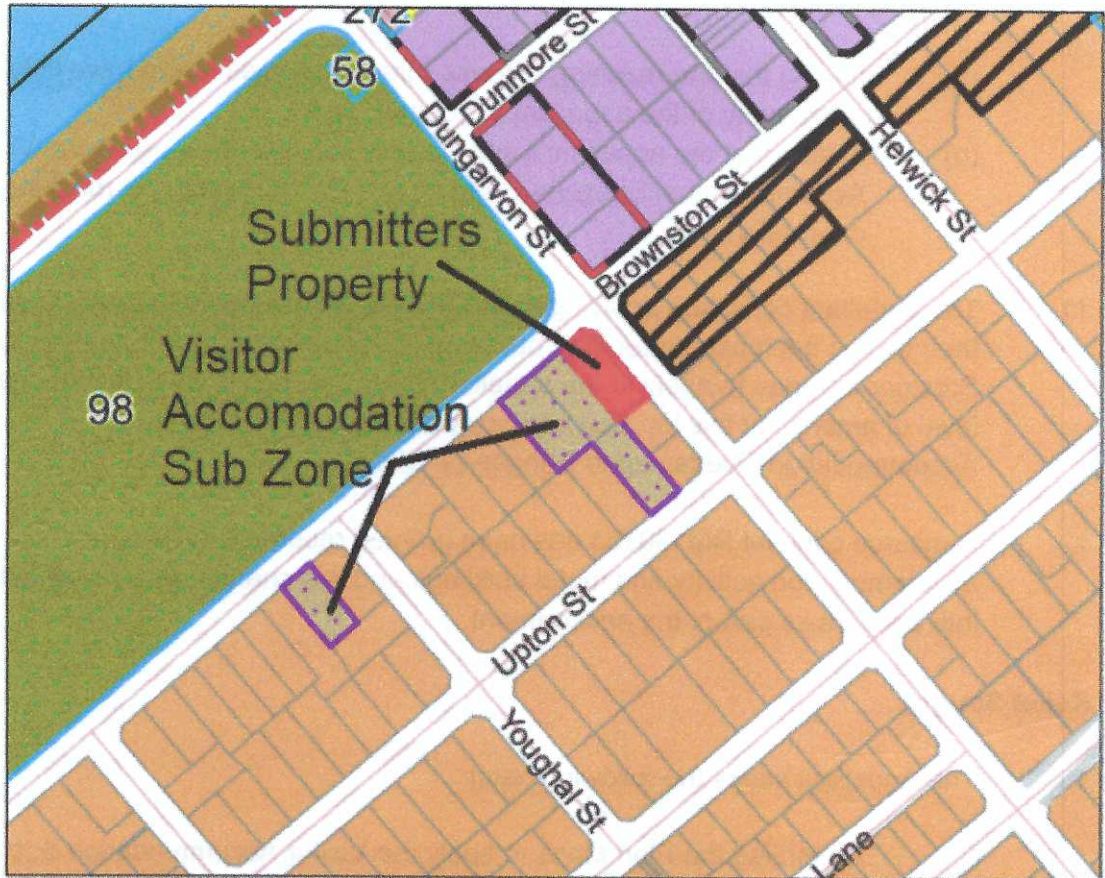 272
58
Dunmore St
Dungarvon St
Helwick St
Brownston St
Submitters
Property
Visitor
98 Accomodation
Sub Zone
Upton St
Youghal St
Lane